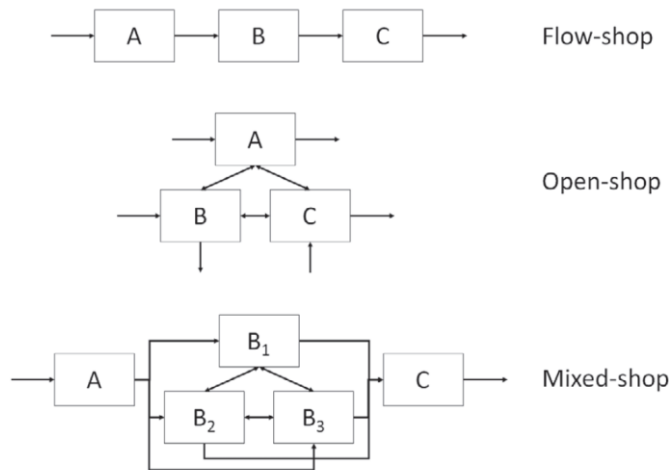 A B C Flow-shop
A
Open-shop
B C
B₁
A C Mixed-shop
B₂ B₃